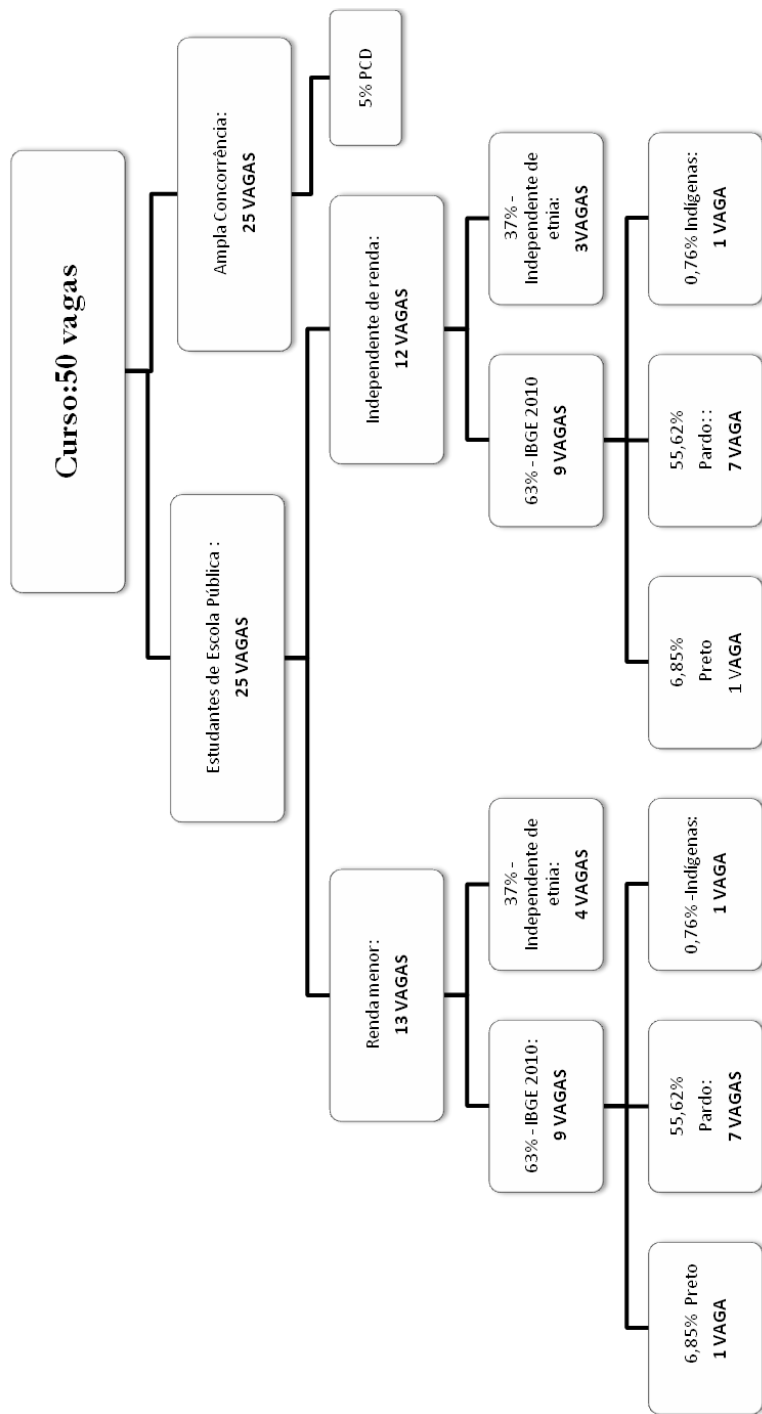 Curso:50 vagas
Estudantes de Escola Pública :
25 VAGAS
Ampla Concorrência:
25 VAGAS
Renda menor:
13 VAGAS
Independente de renda:
12 VAGAS
5% PCD
63% - IBGE 2010:
9 VAGAS
37% -
Independente de
etnia:
4 VAGAS
63% - IBGE 2010
9 VAGAS
37% -
Independente de
etnia:
3VAGAS
6,85% Preto
1 VAGA
55,62%
Pardo:
7 VAGAS
0,76% -Indígenas:
1 VAGA
6,85%
Preto
1 VAGA
55,62%
Pardo: :
7 VAGA
0,76% Indígenas:
1 VAGA